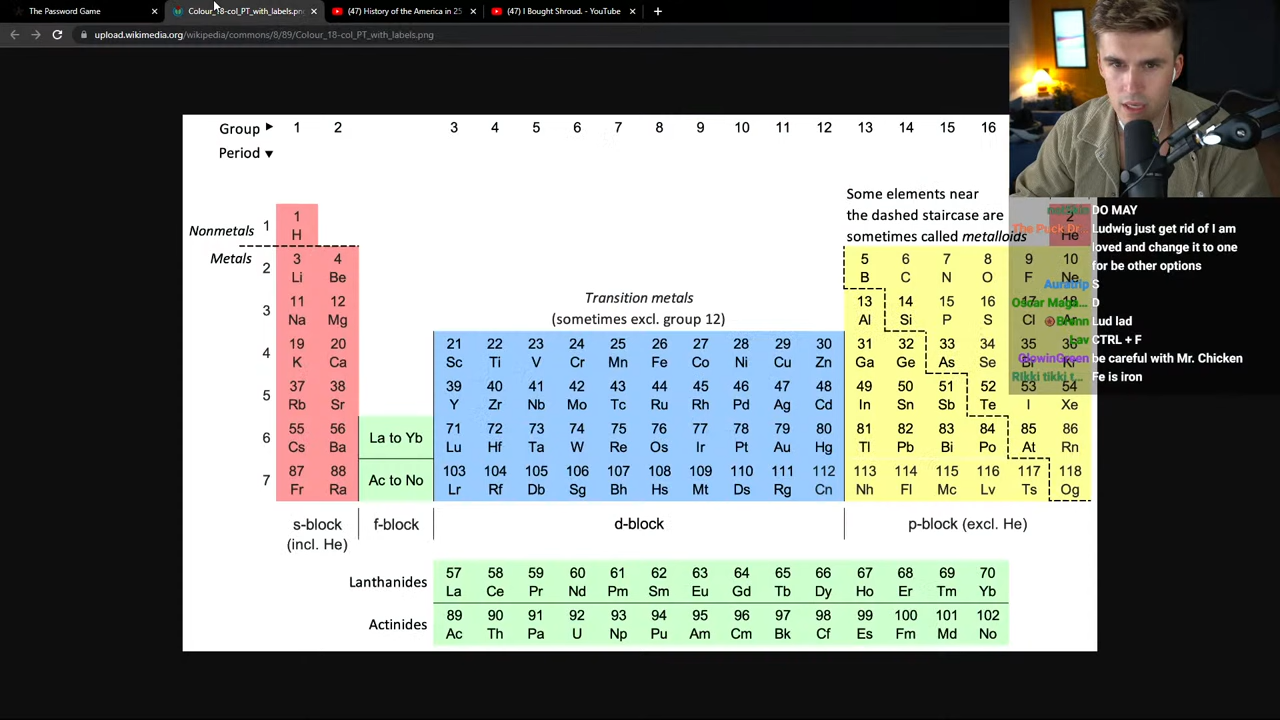 The Password Game
Colour_18-col_PT_with_labels.png
(47) History of the America in 25
(47) I Bought Shroud. - YouTube
upload.wikimedia.org/wikipedia/commons/8/89/Colour_18-col_PT_with_labels.png
Group 1 2 3 4 5 6 7 8 9 10 11 12 13 14 15 16
Period
Some elements near
the dashed staircase are
sometimes called metalloids
Nonmetals
Metals
1
1 2
H He
2
3 4 5 6 7 8 9 10
Li Be B C N O F Ne
3
11 12 13 14 15 16 17 18
Na Mg Al Si P S Cl Ar
Transition metals
(sometimes excl. group 12)
4
19 20 21 22 23 24 25 26 27 28 29 30 31 32 33 34 35 36
K Ca Sc Ti V Cr Mn Fe Co Ni Cu Zn Ga Ge As Se Br Kr
5
37 38 39 40 41 42 43 44 45 46 47 48 49 50 51 52 53 54
Rb Sr Y Zr Nb Mo Tc Ru Rh Pd Ag Cd In Sn Sb Te I Xe
6
55 56 La to Yb 71 72 73 74 75 76 77 78 79 80 81 82 83 84 85 86
Cs Ba Lu Hf Ta W Re Os Ir Pt Au Hg Tl Pb Bi Po At Rn
7
87 88 Ac to No 103 104 105 106 107 108 109 110 111 112 113 114 115 116 117 118
Fr Ra Lr Rf Db Sg Bh Hs Mt Ds Rg Cn Nh Fl Mc Lv Ts Og
s-block
(incl. He)
f-block
d-block
p-block (excl. He)
Lanthanides
57 58 59 60 61 62 63 64 65 66 67 68 69 70
La Ce Pr Nd Pm Sm Eu Gd Tb Dy Ho Er Tm Yb
Actinides
89 90 91 92 93 94 95 96 97 98 99 100 101 102
Ac Th Pa U Np Pu Am Cm Bk Cf Es Fm Md No
DO MAY
The Puck Dr Ludwig just get rid of I am
loved and change it to one
for be other options
Auratrip S
Oscar Maga... D
Brann Lud lad
Lav CTRL + F
GlowinGreen be careful with Mr. Chicken
Rikki tikki t... Fe is iron